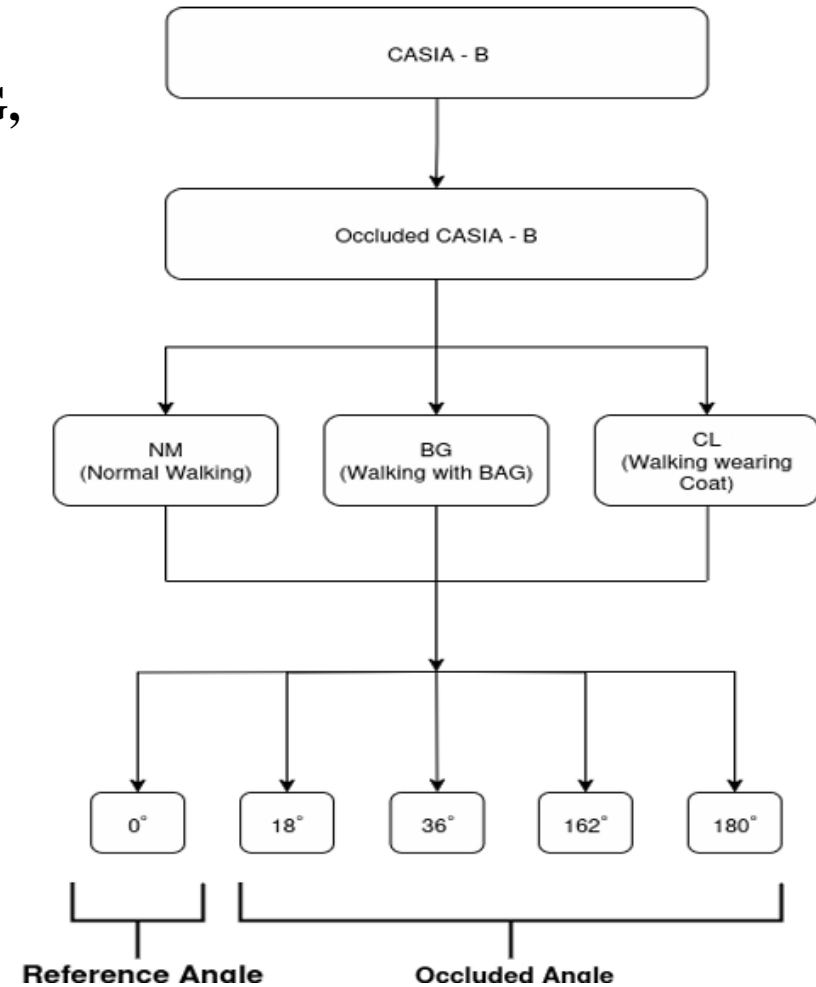 CASIA - B
Occluded CASIA - B
NM
(Normal Walking)
BG
(Walking with BAG)
CL
(Walking wearing
Coat)
0°
18°
36°
162°
180°
Reference Angle
Occluded Angle